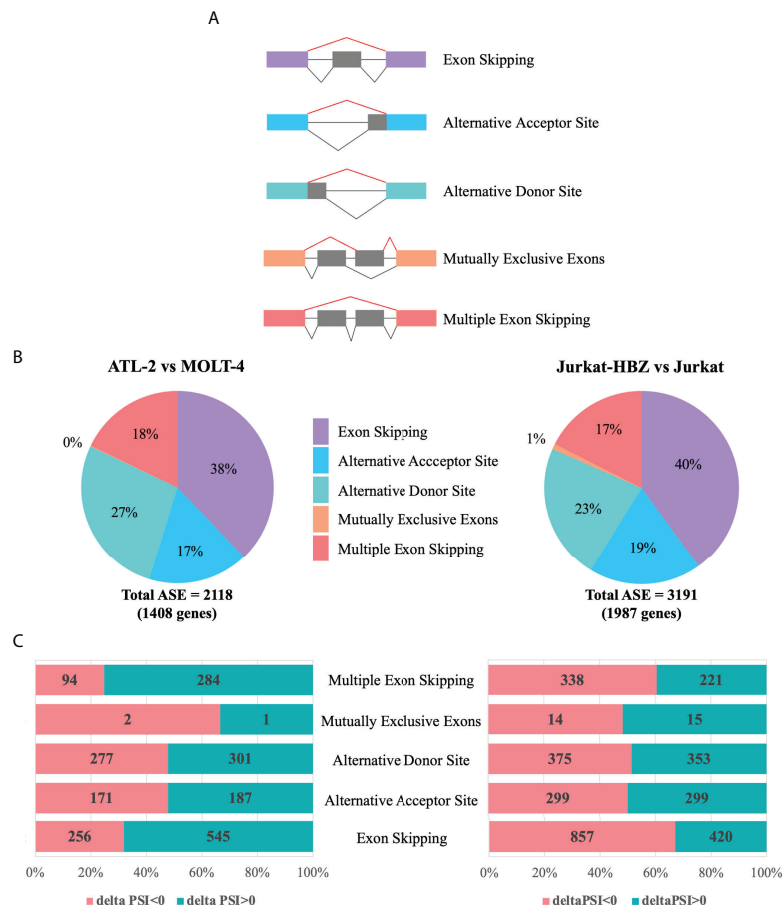 A
Exon Skipping
Alternative Acceptor Site
Alternative Donor Site
Mutually Exclusive Exons
Multiple Exon Skipping
B
ATL-2 vs MOLT-4
Jurkat-HBZ vs Jurkat
18%
0%
38%
27%
17%
Exon Skipping
Alternative Accceptor Site
Alternative Donor Site
Mutually Exclusive Exons
Multiple Exon Skipping
17%
1%
40%
23%
19%
Total ASE = 2118
(1408 genes)
Total ASE = 3191
(1987 genes)
C
94 284 Multiple Exon Skipping 338 221
2 1 Mutually Exclusive Exons 14 15
277 301 Alternative Donor Site 375 353
171 187 Alternative Acceptor Site 299 299
256 545 Exon Skipping 857 420
0% 20% 40% 60% 80% 100% 0% 20% 40% 60% 80% 100%
delta PSI<0 delta PSI>0 deltaPSI<0 deltaPSI>0